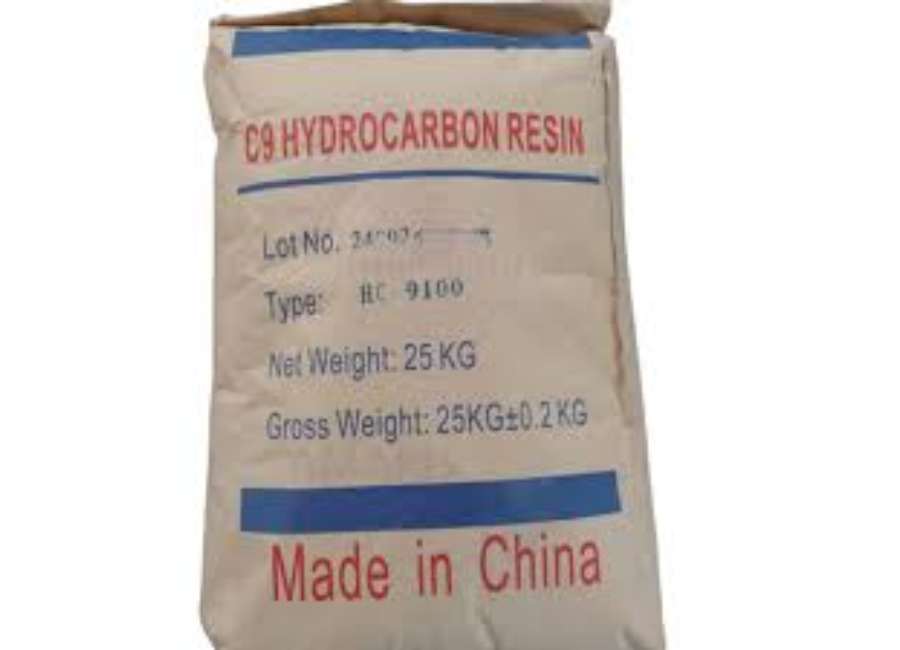 C9 HYDROCARBON RESIN
Lot No.
Type: HC 9100
Net Weight: 25 KG
Gross Weight: 25KG±0.2 KG
Made in China